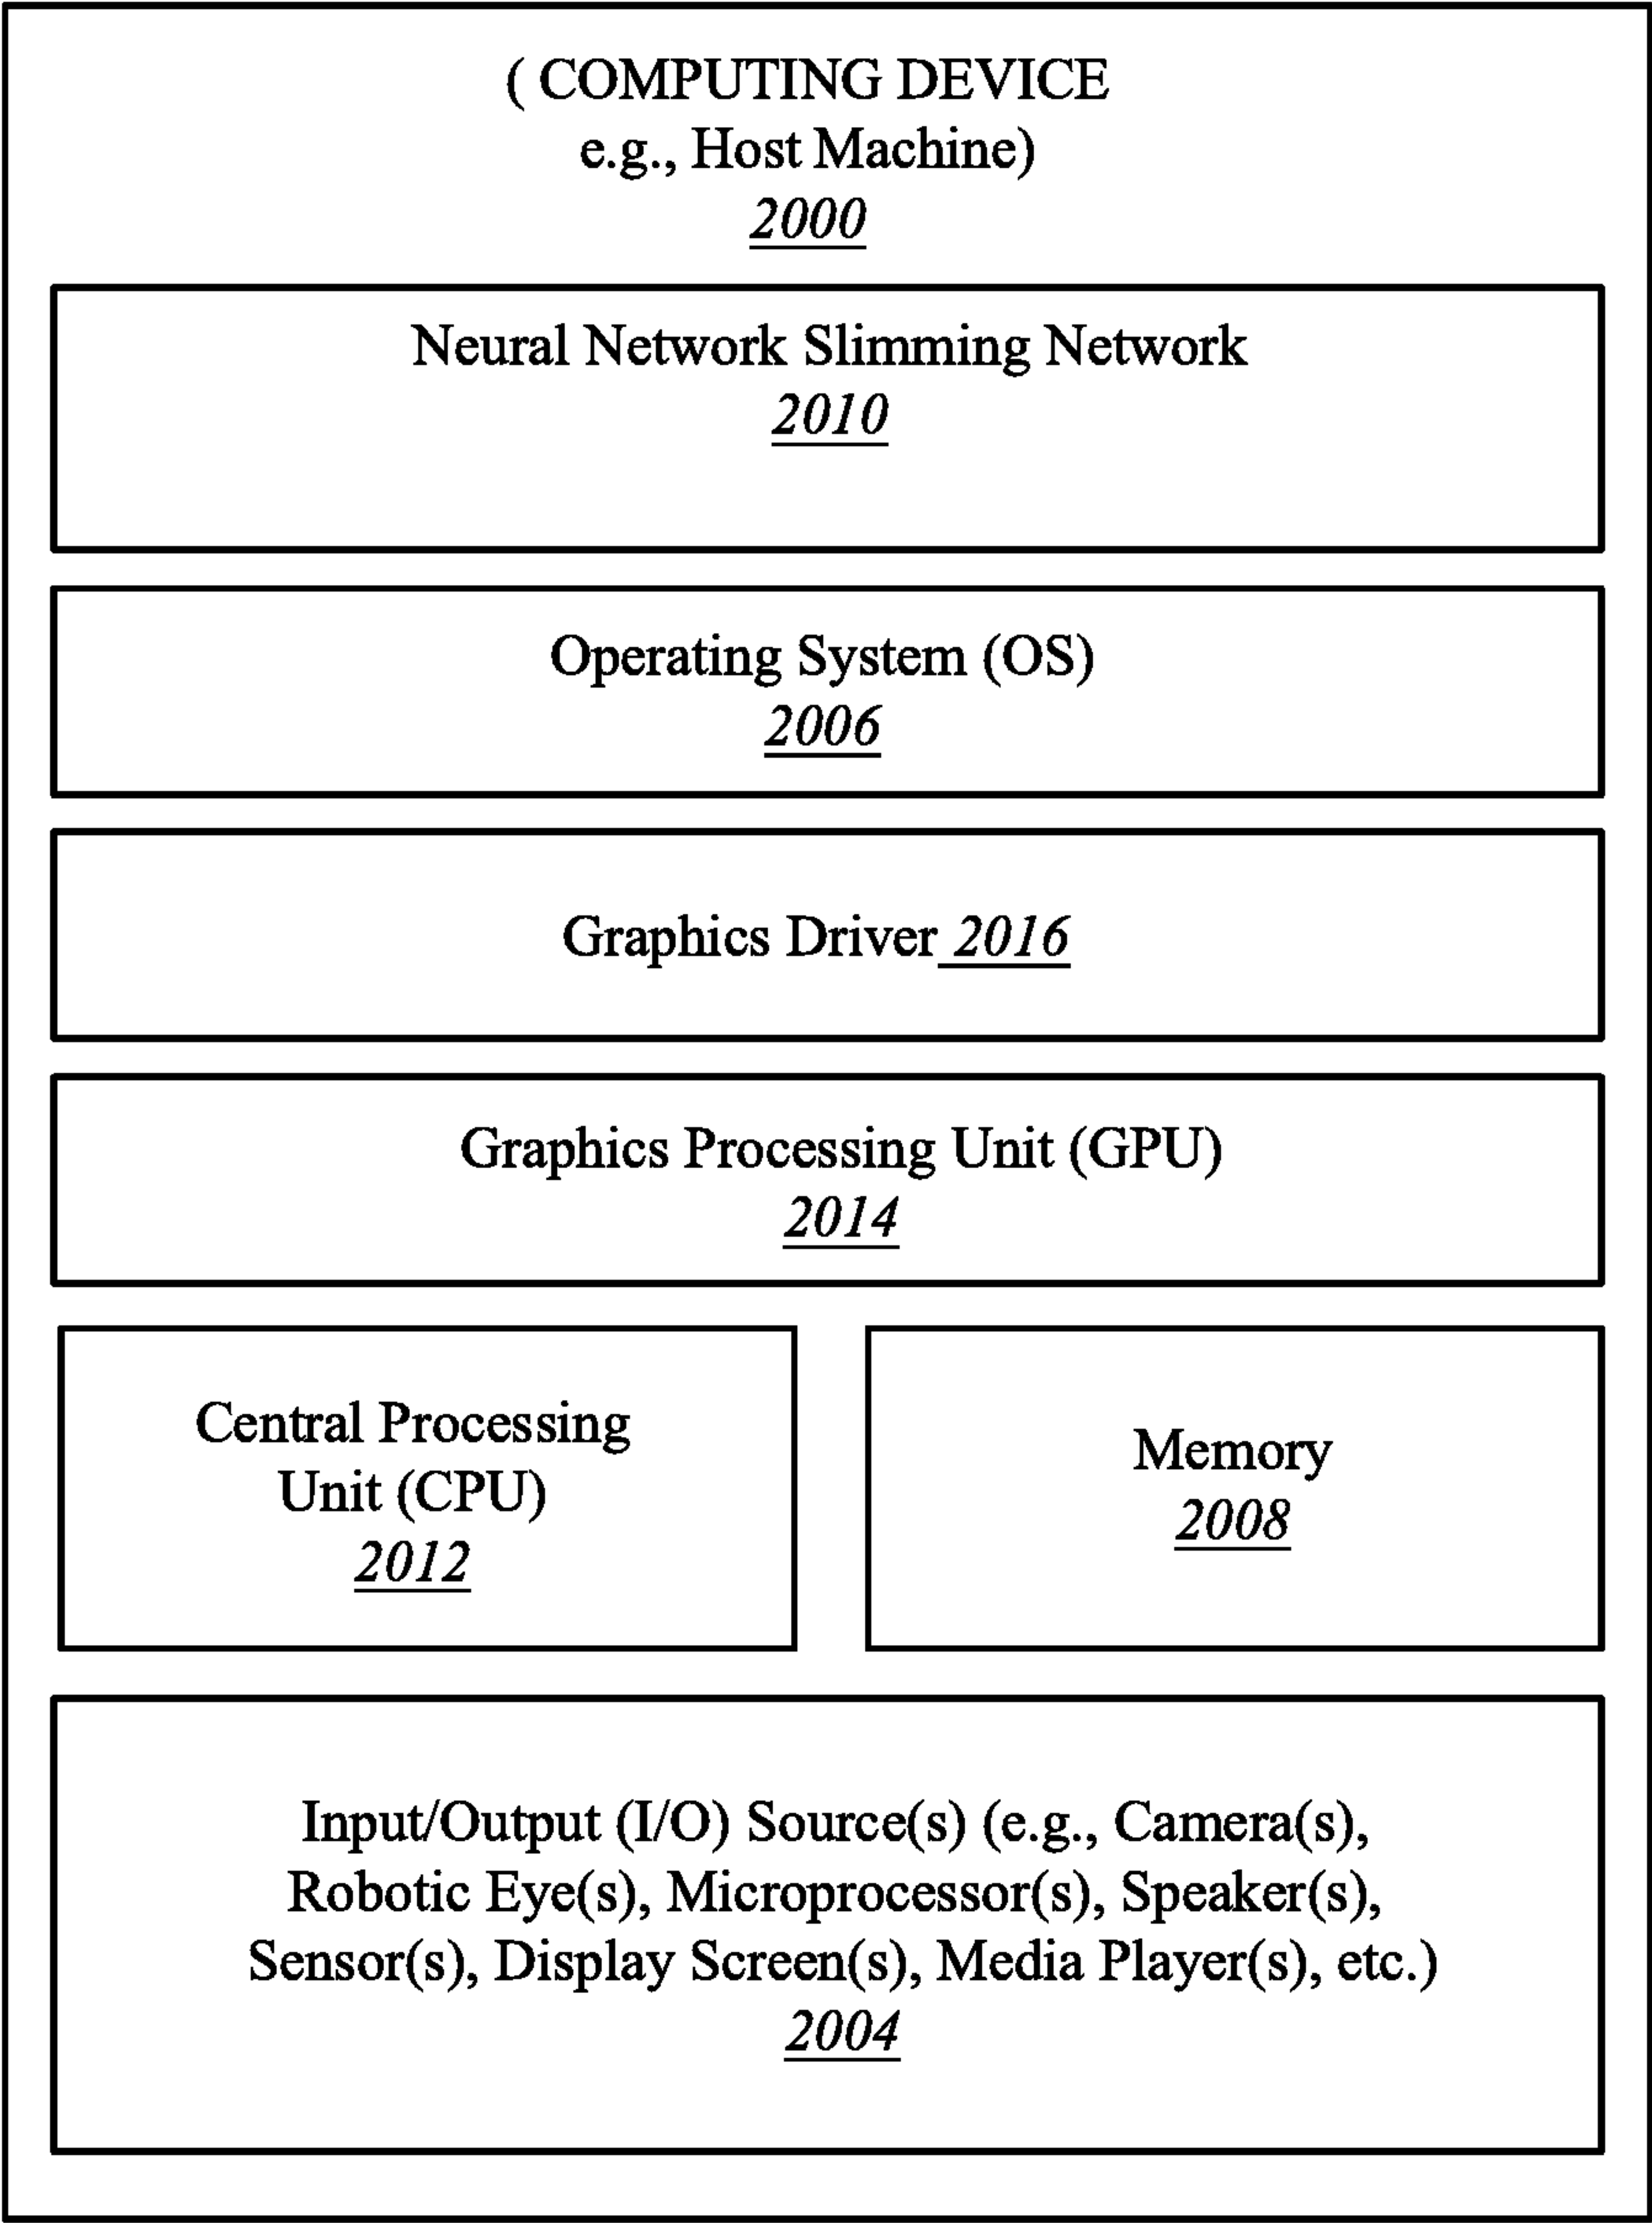 ( COMPUTING DEVICE
e.g., Host Machine)
2000
Neural Network Slimming Network
2010
Operating System (OS)
2006
Graphics Driver 2016
Graphics Processing Unit (GPU)
2014
Central Processing
Unit (CPU)
2012
Memory
2008
Input/Output (I/O) Source(s) (e.g., Camera(s),
Robotic Eye(s), Microprocessor(s), Speaker(s),
Sensor(s), Display Screen(s), Media Player(s), etc.)
2004